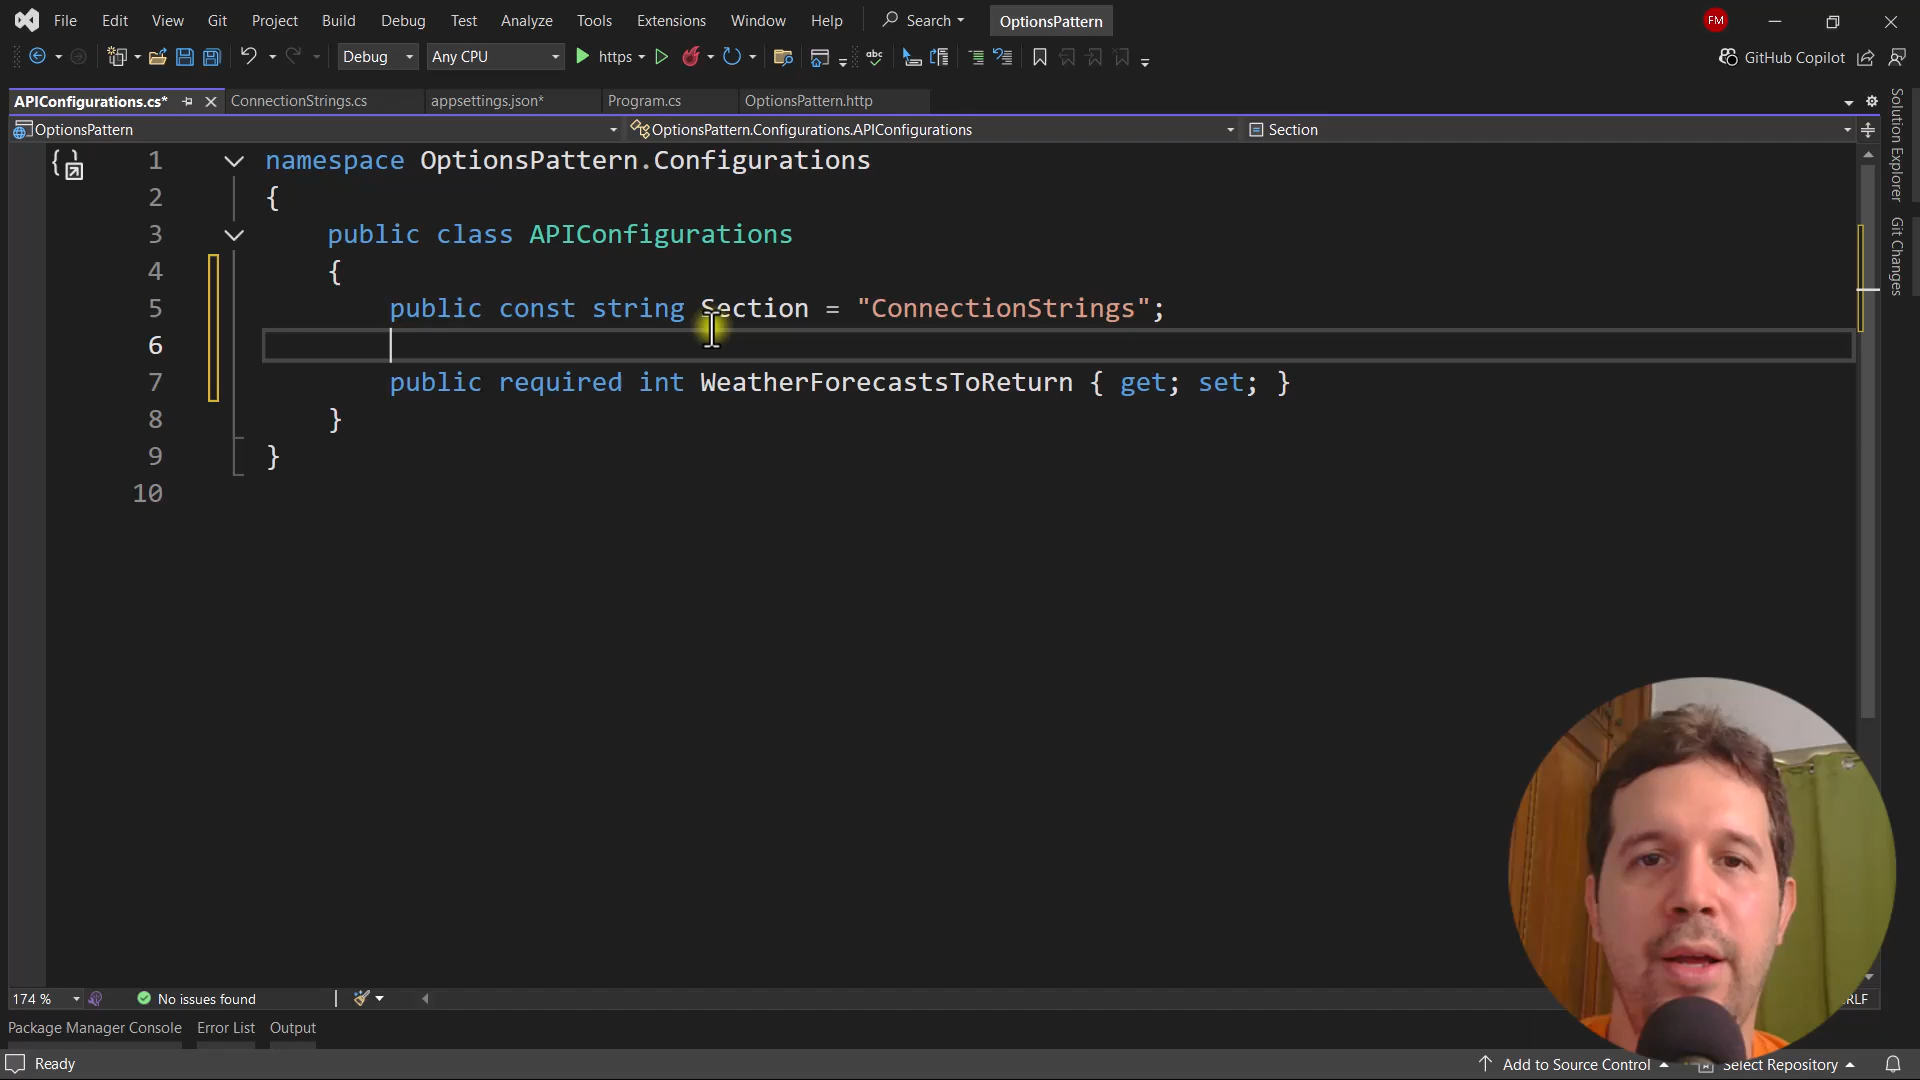 File Edit View Git Project Build Debug Test Analyze Tools Extensions Window Help Search OptionsPattern FM
Debug Any CPU https GitHub Copilot
APIConfigurations.cs* ConnectionStrings.cs appsettings.json* Program.cs OptionsPattern.http
OptionsPattern OptionsPattern.Configurations.APIConfigurations Section
1 namespace OptionsPattern.Configurations
2 {
3 public class APIConfigurations
4 {
5 public const string Section = "ConnectionStrings";
6
7 public required int WeatherForecastsToReturn { get; set; }
8 }
9 }
10
Solution Explorer
Git Changes
174 % No issues found
Package Manager Console Error List Output
Ready Add to Source Control Select Repository